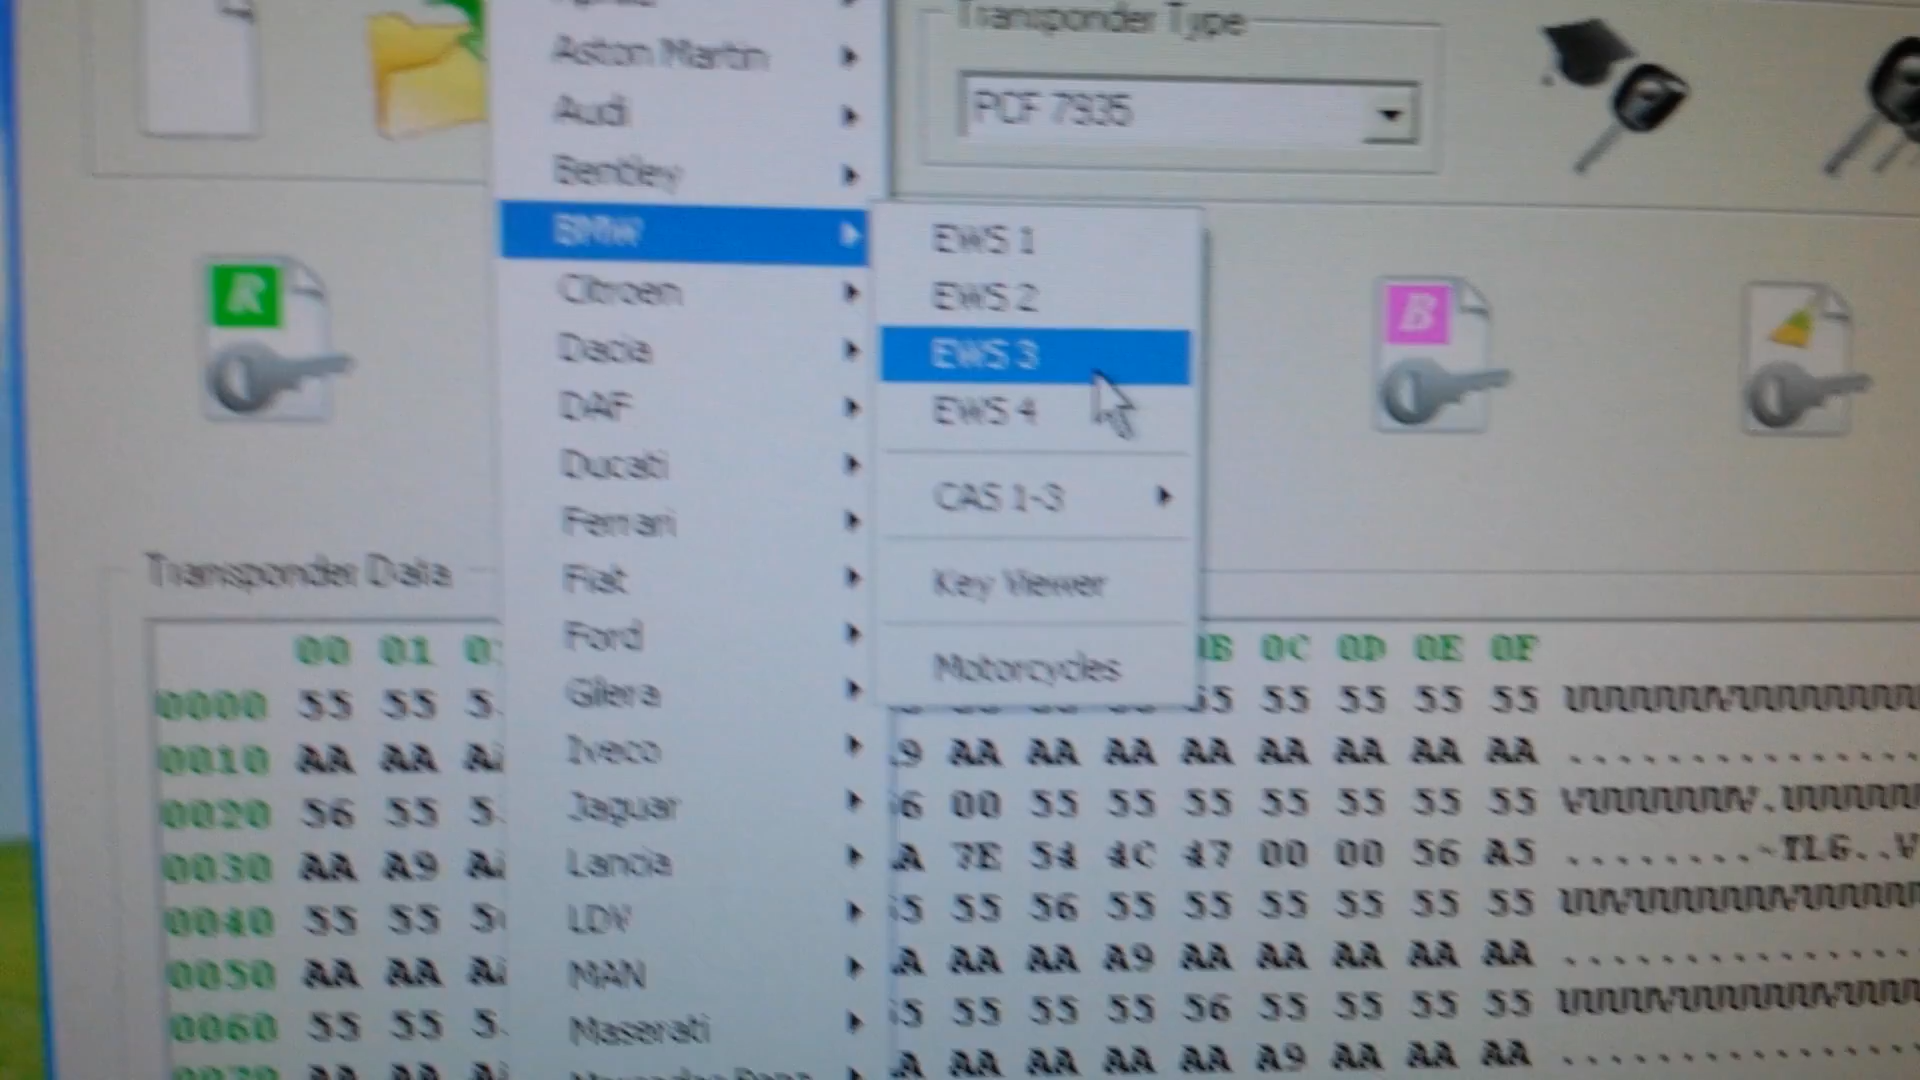 Transponder Type
PCF 7935
Aston Martin
Audi
Bentley
BMW
Citroen
Dacia
DAF
Ducati
Ferrari
Fiat
Ford
Gilera
Iveco
Jaguar
Lancia
LDV
MAN
Maserati
EWS 1
EWS 2
EWS 3
EWS 4
CAS 1-3
Key Viewer
Motorcycles
R
B
Transponder Data
00 01 0B 0C 0D 0E 0F
0000 55 55 55 55 55 55 55 55
0010 AA AA AA AA AA AA AA AA AA AA
0020 56 55 00 55 55 55 55 55 55 55
0030 AA A9 7E 54 4C 47 00 00 56 A5
0040 55 55 55 56 55 55 55 55 55 55
0050 AA AA AA AA A9 AA AA AA AA AA
0060 55 55 55 55 55 56 55 55 55 55
AA AA AA AA A9 AA AA AA